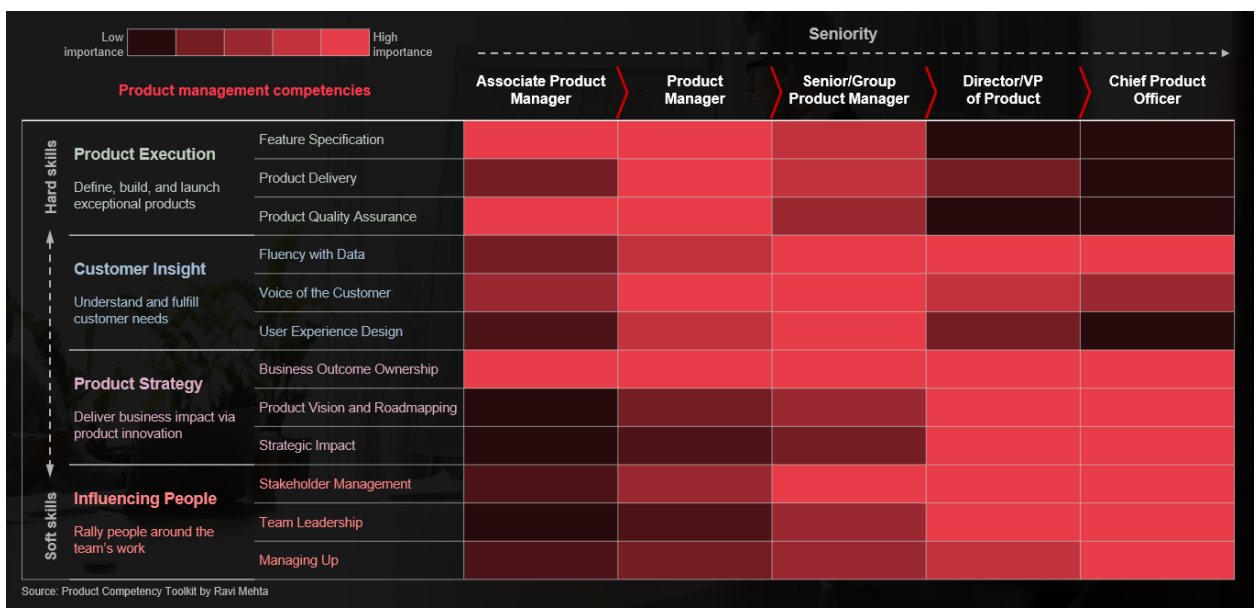 Low
importance
High
importance
Seniority
Product management competencies
Associate Product
Manager
Product
Manager
Senior/Group
Product Manager
Director/VP
of Product
Chief Product
Officer
Hard skills
Product Execution
Define, build, and launch
exceptional products
Feature Specification
Product Delivery
Product Quality Assurance
Customer Insight
Understand and fulfill
customer needs
Fluency with Data
Voice of the Customer
User Experience Design
Product Strategy
Deliver business impact via
product innovation
Business Outcome Ownership
Product Vision and Roadmapping
Strategic Impact
Soft skills
Influencing People
Rally people around the
team's work
Stakeholder Management
Team Leadership
Managing Up
Source: Product Competency Toolkit by Ravi Mehta